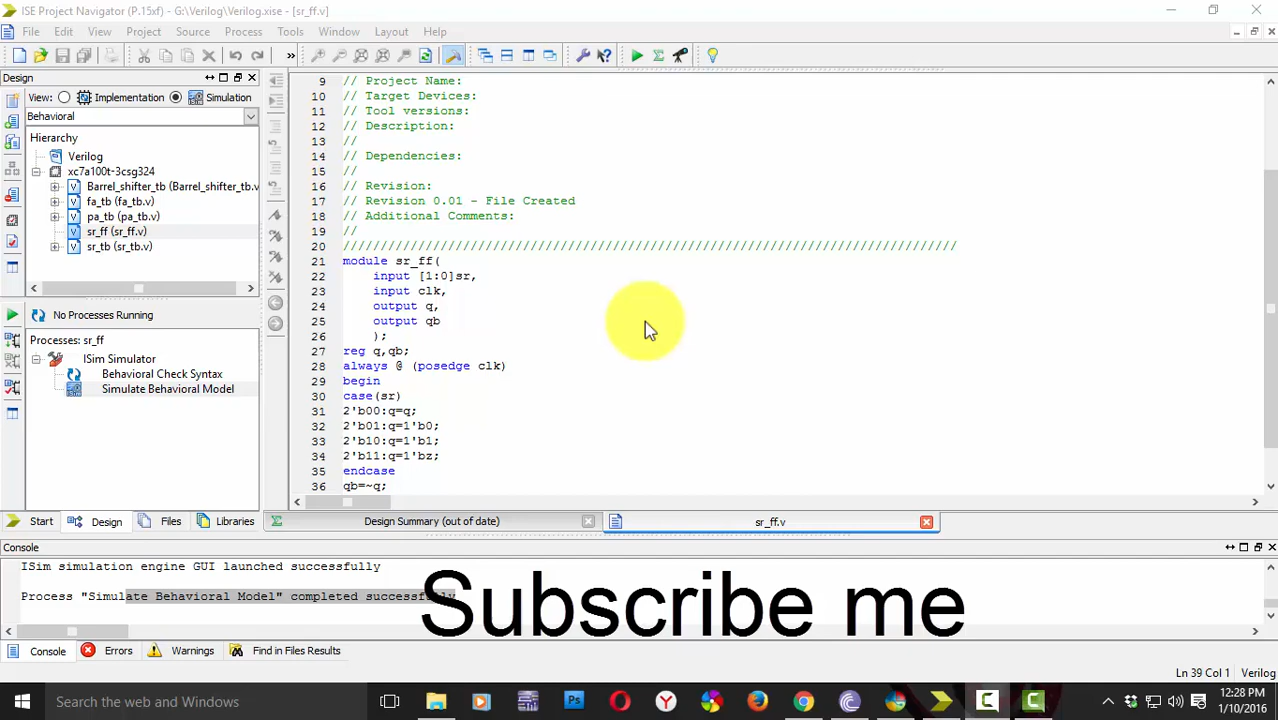 ISE Project Navigator (P.15xf) - G:\Verilog\Verilog.xise - [sr_ff.v]
File Edit View Project Source Process Tools Window Layout Help
Design
View: Implementation Simulation
Behavioral
Hierarchy
Verilog
xc7a100t-3csg324
Barrel_shifter_tb (Barrel_shifter_tb.v
fa_tb (fa_tb.v)
pa_tb (pa_tb.v)
sr_ff (sr_ff.v)
sr_tb (sr_tb.v)
No Processes Running
Processes: sr_ff
ISim Simulator
Behavioral Check Syntax
Simulate Behavioral Model
Start Design Files Libraries
9 // Project Name:
10 // Target Devices:
11 // Tool versions:
12 // Description:
13 //
14 // Dependencies:
15 //
16 // Revision:
17 // Revision 0.01 - File Created
18 // Additional Comments:
19 //
20 //////////////////////////////////////////////////////////////////////////////////
21 module sr_ff(
22 input [1:0]sr,
23 input clk,
24 output q,
25 output qb
26 );
27 reg q,qb;
28 always @ (posedge clk)
29 begin
30 case(sr)
31 2'b00:q=q;
32 2'b01:q=1'b0;
33 2'b10:q=1'b1;
34 2'b11:q=1'bz;
35 endcase
36 qb=~q;
Design Summary (out of date) sr_ff.v
Console
ISim simulation engine GUI launched successfully
Process "Simulate Behavioral Model" completed successfully
Subscribe me
Console Errors Warnings Find in Files Results
Ln 39 Col 1 Verilog
Search the web and Windows
12:28 PM
1/10/2016